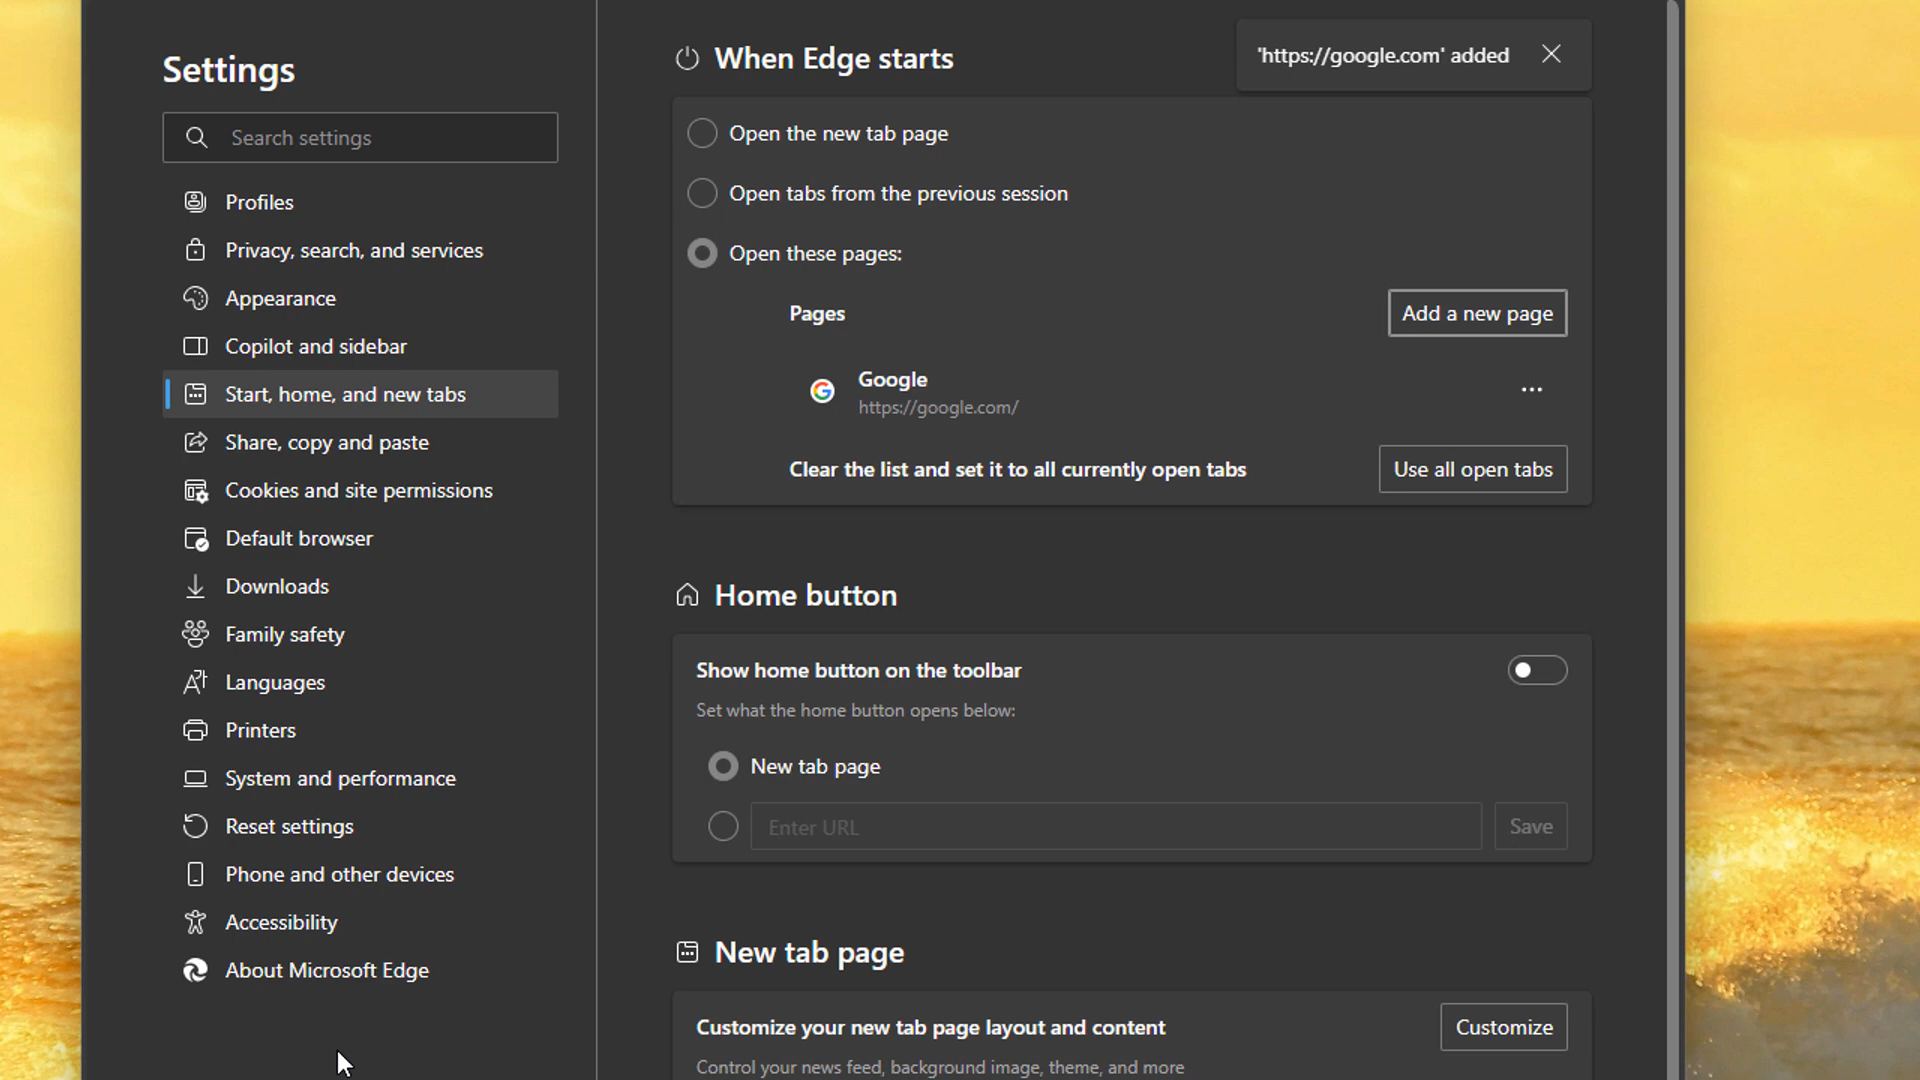 Settings
Search settings
Profiles
Privacy, search, and services
Appearance
Copilot and sidebar
Start, home, and new tabs
Share, copy and paste
Cookies and site permissions
Default browser
Downloads
Family safety
Languages
Printers
System and performance
Reset settings
Phone and other devices
Accessibility
About Microsoft Edge
When Edge starts
'https://google.com' added
Open the new tab page
Open tabs from the previous session
Open these pages:
Pages
Add a new page
Google
https://google.com/
Clear the list and set it to all currently open tabs
Use all open tabs
Home button
Show home button on the toolbar
Set what the home button opens below:
New tab page
Enter URL
Save
New tab page
Customize your new tab page layout and content
Customize
Control your news feed, background image, theme, and more